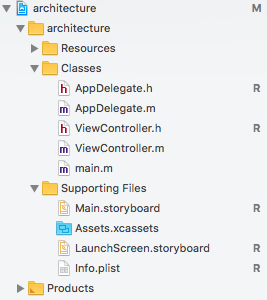 architecture M
architecture
Resources
Classes
h AppDelegate.h R
m AppDelegate.m
h ViewController.h R
m ViewController.m
m main.m
Supporting Files
Main.storyboard R
Assets.xcassets
LaunchScreen.storyboard R
Info.plist R
Products